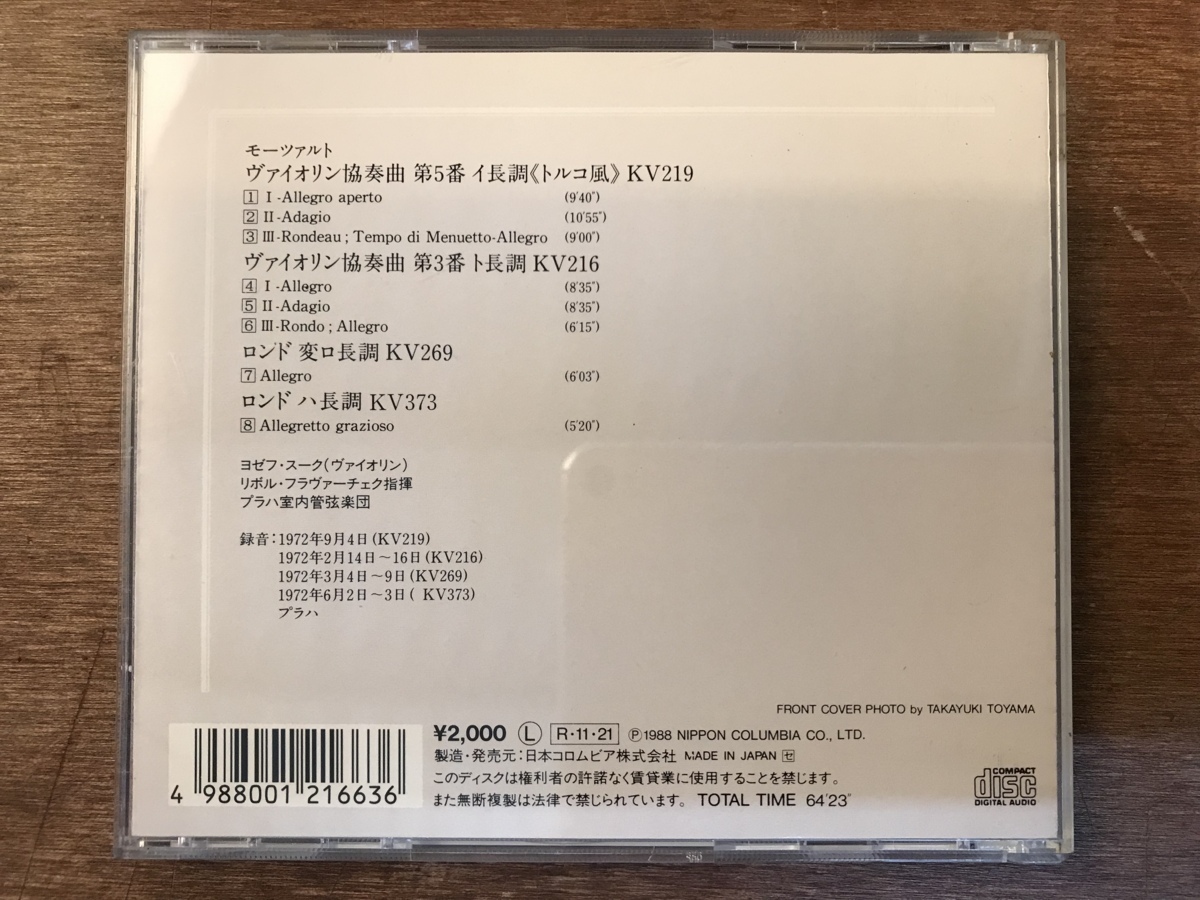 モーツァルト
ヴァイオリン協奏曲 第5番 イ長調《トルコ風》 KV219
1 I-Allegro aperto (9'40")
2 II-Adagio (10'55")
3 III-Rondeau ; Tempo di Menuetto-Allegro (9'00")
ヴァイオリン協奏曲 第3番 ト長調 KV216
4 I-Allegro (8'35")
5 II-Adagio (8'35")
6 III-Rondo ; Allegro (6'15")
ロンド 変ロ長調 KV269
7 Allegro (6'03")
ロンド ハ長調 KV373
8 Allegretto grazioso (5'20")
ヨゼフ・スーク(ヴァイオリン)
リボル・フラヴァーチェク指揮
プラハ室内管弦楽団
録音:1972年9月4日(KV219)
1972年2月14日~16日(KV216)
1972年3月4日~9日(KV269)
1972年6月2日~3日( KV373)
プラハ
FRONT COVER PHOTO by TAKAYUKI TOYAMA
¥2,000 Ⓛ R・11・21 ℗1988 NIPPON COLUMBIA CO., LTD.
製造・発売元:日本コロムビア株式会社 MADE IN JAPAN セ
このディスクは権利者の許諾なく賃貸業に使用することを禁じます。
また無断複製は法律で禁じられています。 TOTAL TIME 64'23"
4 988001 216636
COMPACT
disc
DIGITAL AUDIO